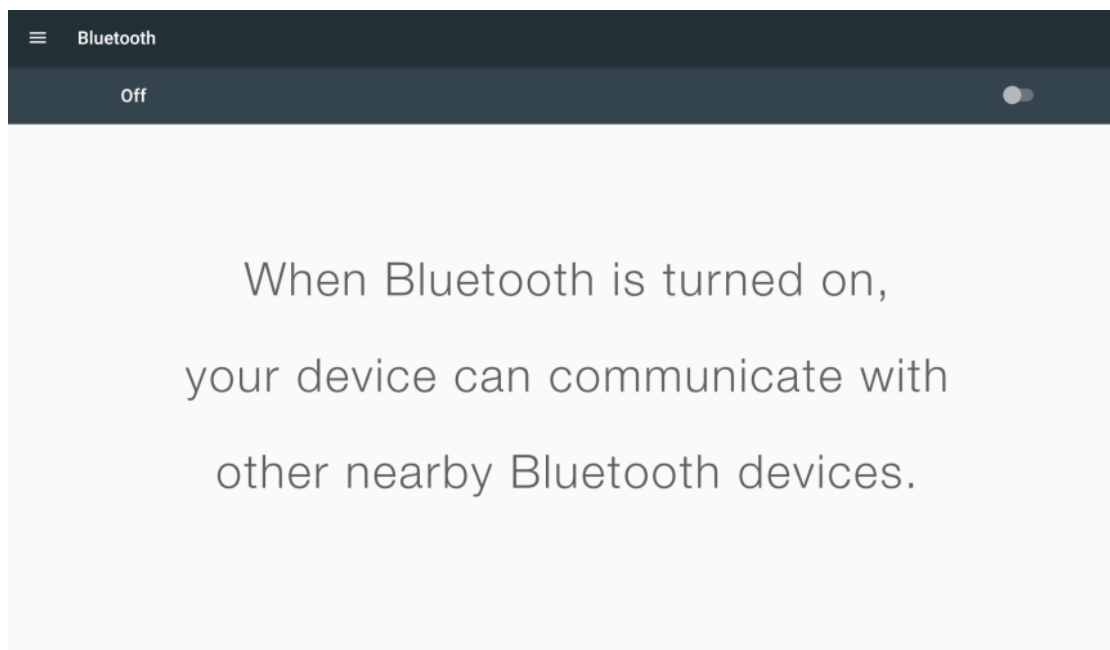 Bluetooth
Off
When Bluetooth is turned on,
your device can communicate with
other nearby Bluetooth devices.